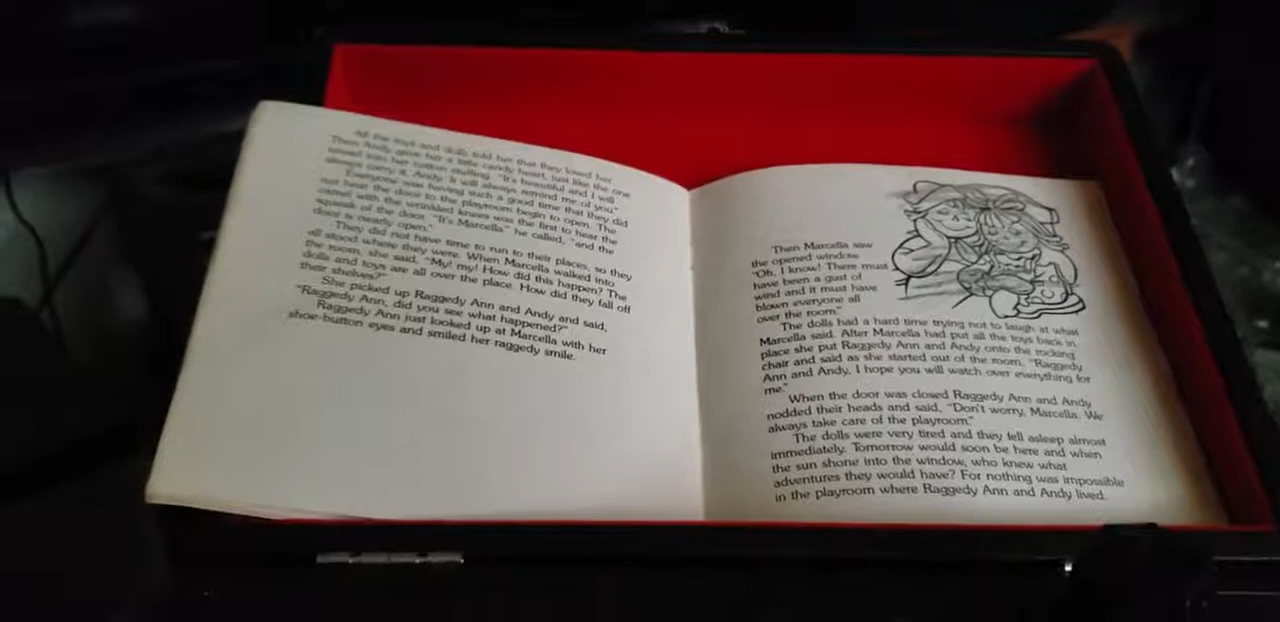 All the toys and dolls told her that they loved her.
Then Andy gave her a little candy heart, just like the one
sewed into her cotton stuffing. "It's beautiful and I will
always carry it, Andy. It will always remind me of you."
Everyone was having such a good time that they did
not hear the door to the playroom begin to open. The
camel with the wrinkled knees was the first to hear the
squeak of the door. "It's Marcella," he called, "and the
door is nearly open."
They did not have time to run to their places, so they
all stood where they were. When Marcella walked into
the room, she said, "My! my! How did this happen? The
dolls and toys are all over the place. How did they fall off
their shelves?"
She picked up Raggedy Ann and Andy and said,
"Raggedy Ann, did you see what happened?"
Raggedy Ann just looked up at Marcella with her
shoe-button eyes and smiled her raggedy smile.
Then Marcella saw
the opened window.
"Oh, I know! There must
have been a gust of
wind and it must have
blown everyone all
over the room."
The dolls had a hard time trying not to laugh at what
Marcella said. After Marcella had put all the toys back in
place she put Raggedy Ann and Andy onto the rocking
chair and said as she started out of the room, "Raggedy
Ann and Andy, I hope you will watch over everything for
me."
When the door was closed Raggedy Ann and Andy
nodded their heads and said, "Don't worry, Marcella. We
always take care of the playroom."
The dolls were very tired and they fell asleep almost
immediately. Tomorrow would soon be here and when
the sun shone into the window, who knew what
adventures they would have? For nothing was impossible
in the playroom where Raggedy Ann and Andy lived.